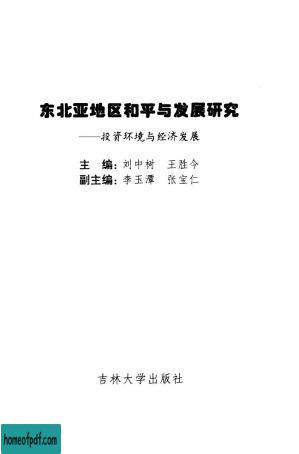 东北亚地区和平与发展研究
——投资环境与经济发展
主 编：刘中树 王胜今
副主编：李玉潭 张宝仁
吉林大学出版社
homeofpdf.com